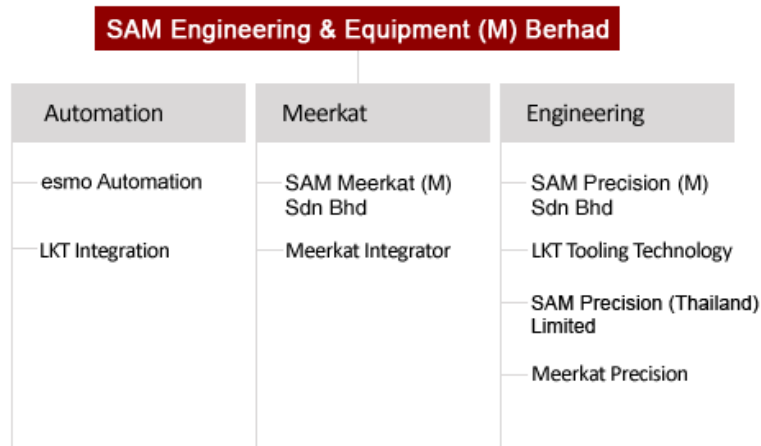 SAM Engineering & Equipment (M) Berhad
Automation
esmo Automation
LKT Integration
Meerkat
SAM Meerkat (M)
Sdn Bhd
Meerkat Integrator
Engineering
SAM Precision (M)
Sdn Bhd
LKT Tooling Technology
SAM Precision (Thailand)
Limited
Meerkat Precision